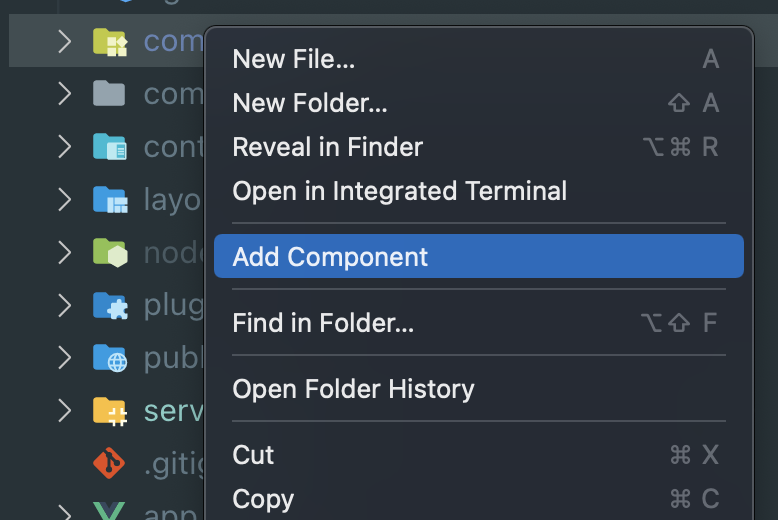 com
New File...
A
New Folder...
⇧ A
com
Reveal in Finder
⌥⌘ R
cont
Open in Integrated Terminal
layo
Add Component
node
plug
Find in Folder...
⌥⇧ F
publ
Open Folder History
serv
Cut
⌘ X
.gitig
Copy
⌘ C
app